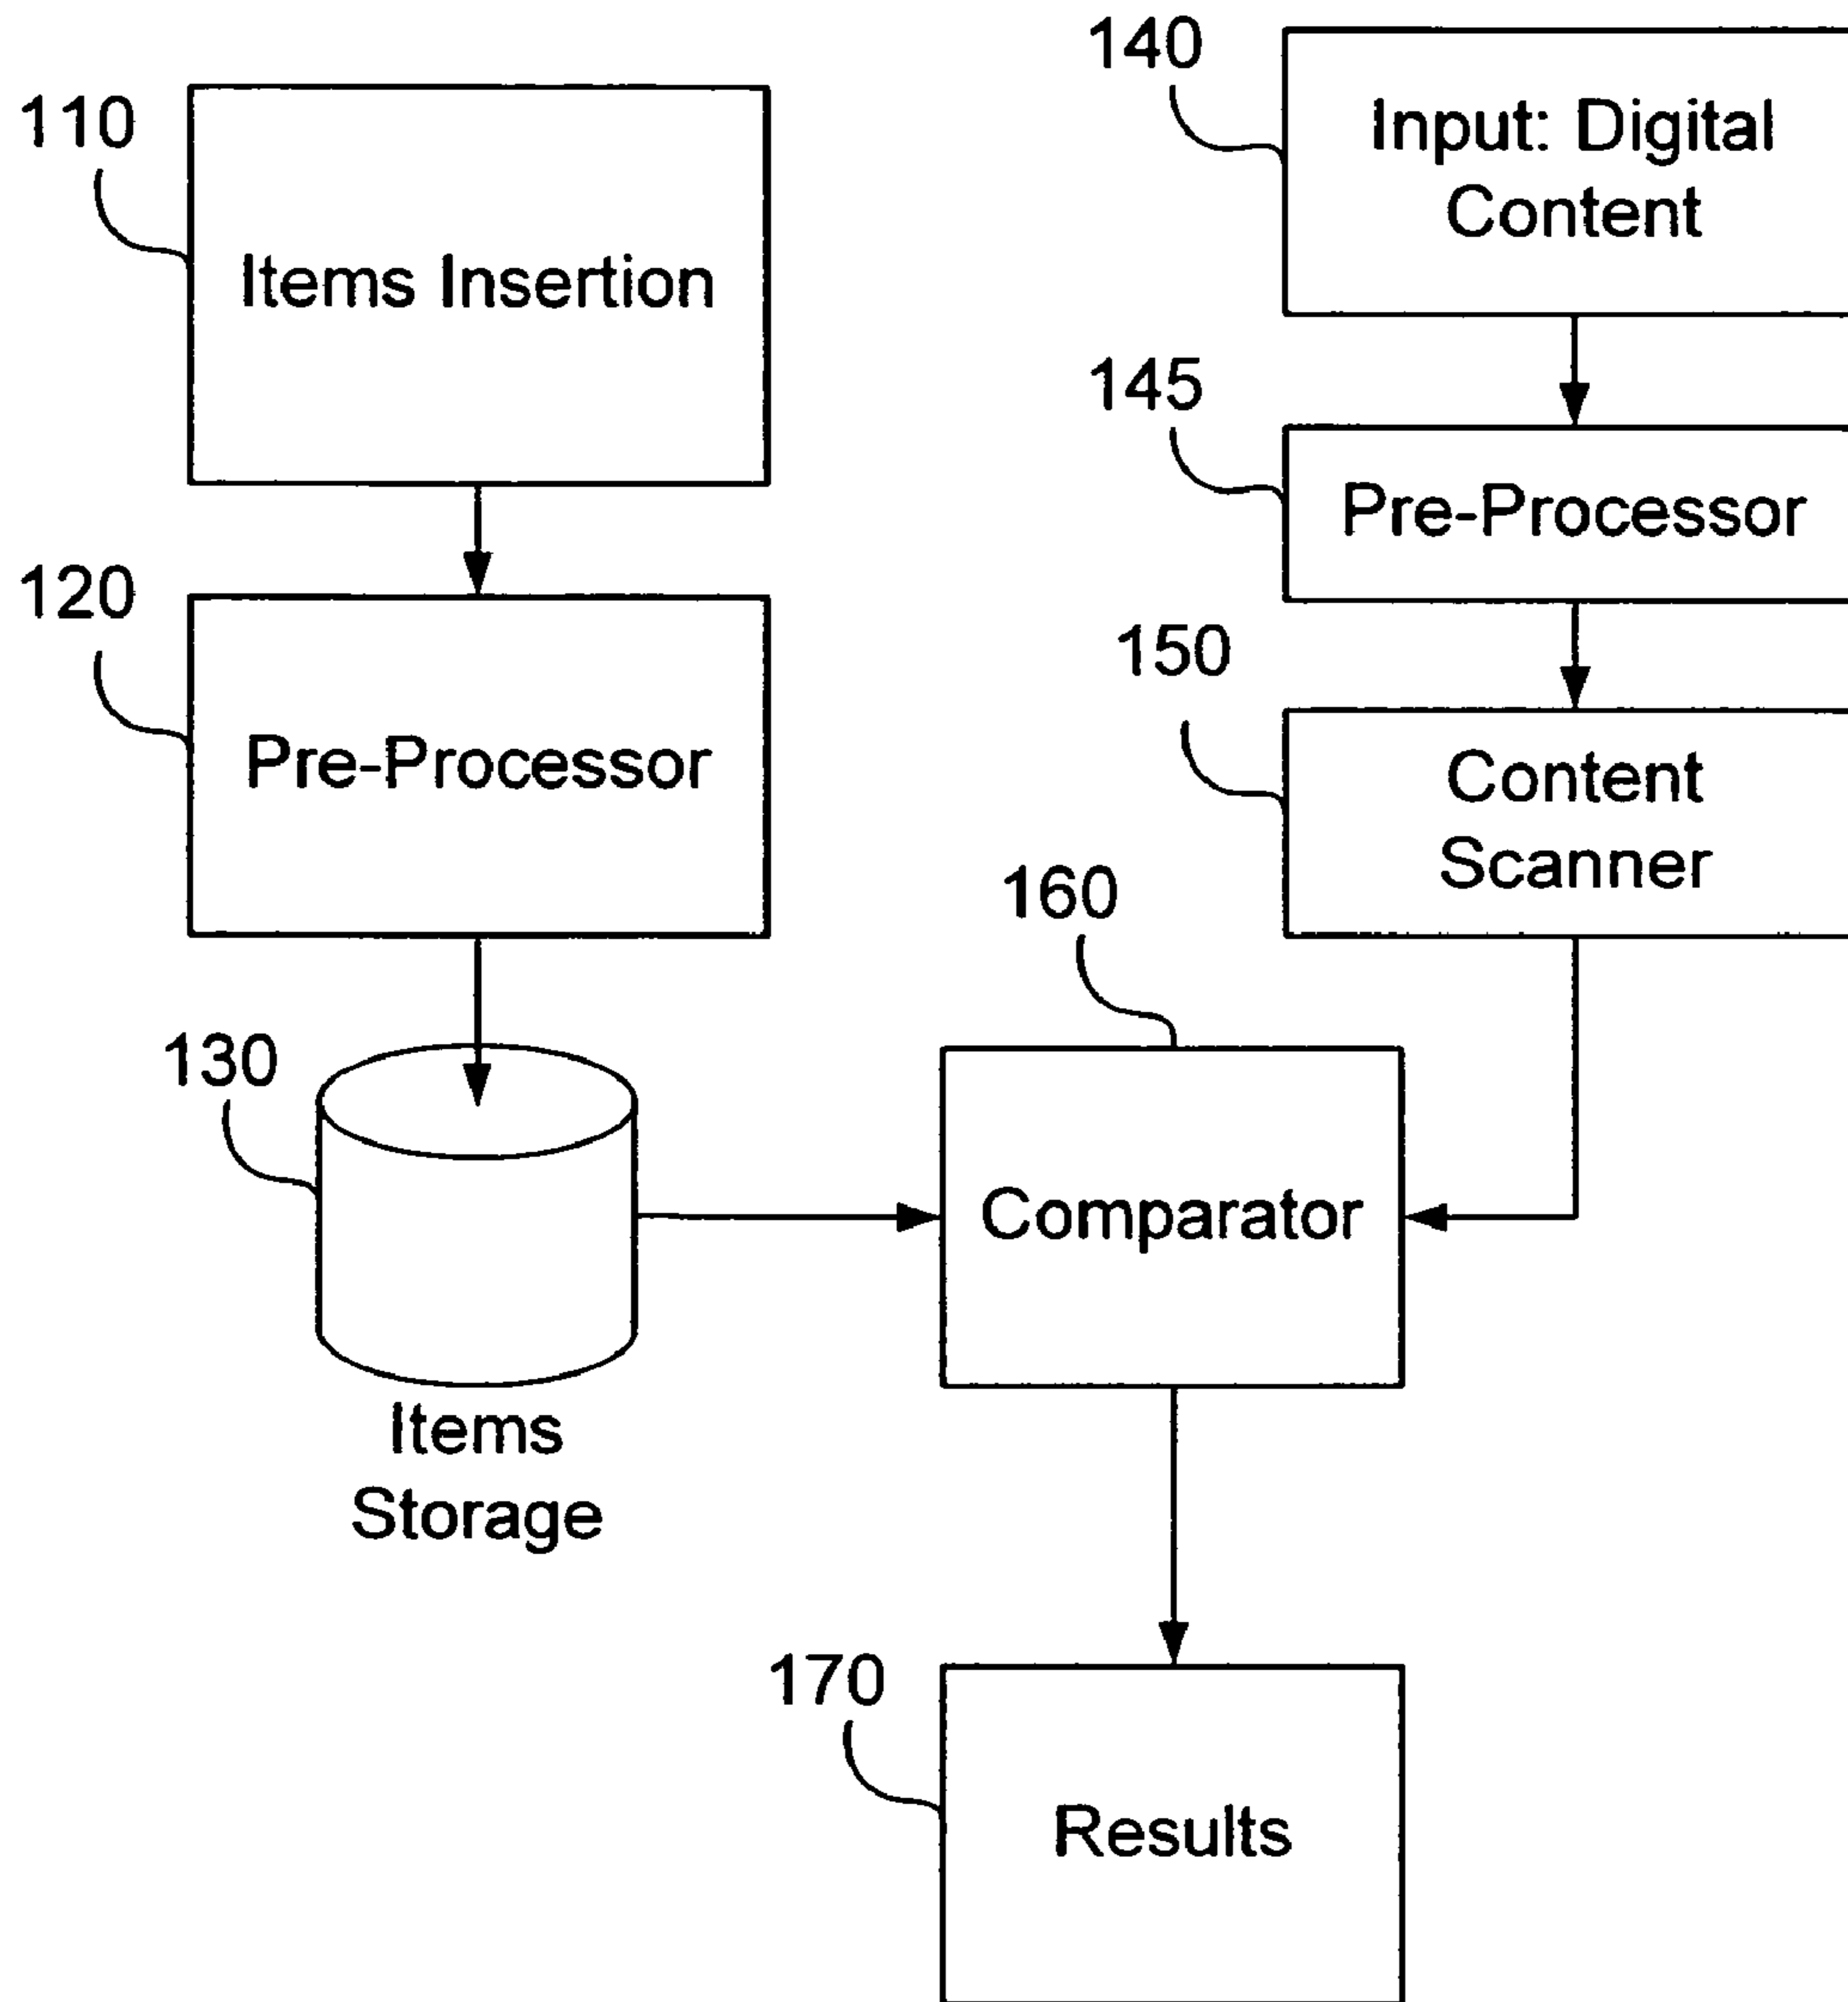 110
Items Insertion
120
Pre-Processor
130
Items
Storage
140
Input: Digital
Content
145
Pre-Processor
150
Content
Scanner
160
Comparator
170
Results